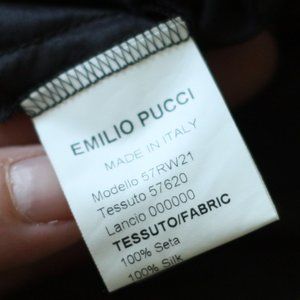 EMILIO PUCCI
MADE IN ITALY
Modello 57RW21
Tessuto 57620
Lancio 000000
TESSUTO/FABRIC
100% Seta
100% Silk